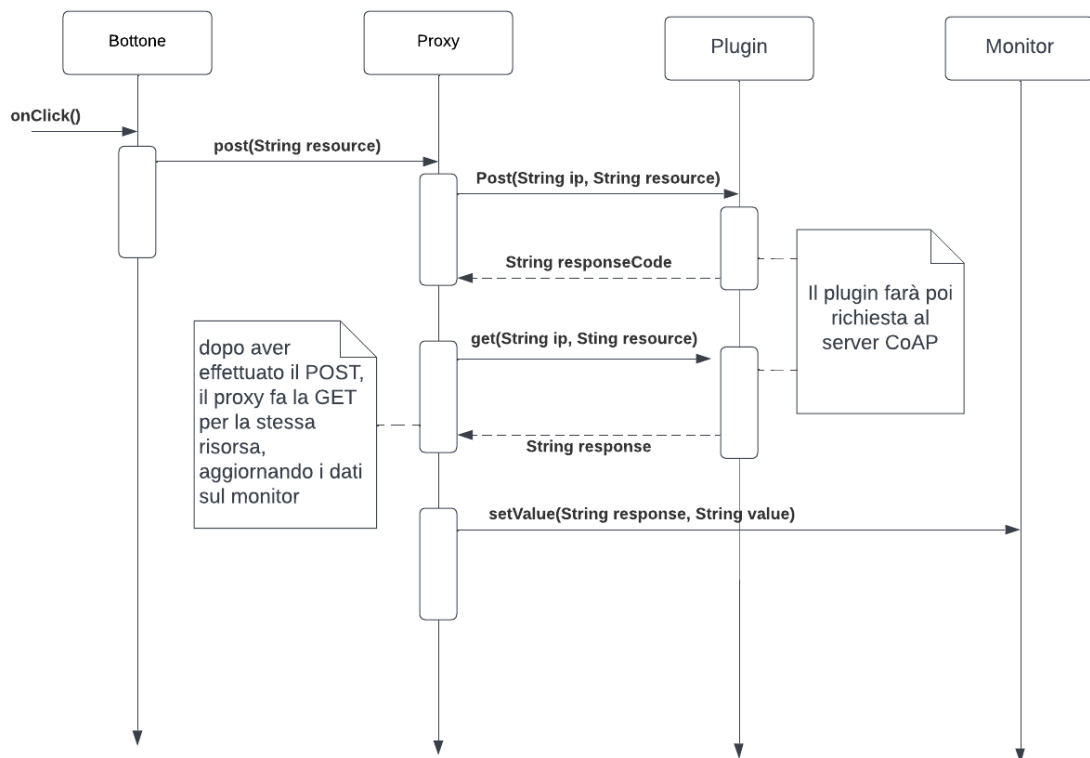 Bottone
Proxy
Plugin
Monitor
onClick()
post(String resource)
Post(String ip, String resource)
String responseCode
Il plugin farà poi
richiesta al
server CoAP
get(String ip, Sting resource)
dopo aver
effettuato il POST,
il proxy fa la GET
per la stessa
risorsa,
aggiornando i dati
sul monitor
String response
setValue(String response, String value)